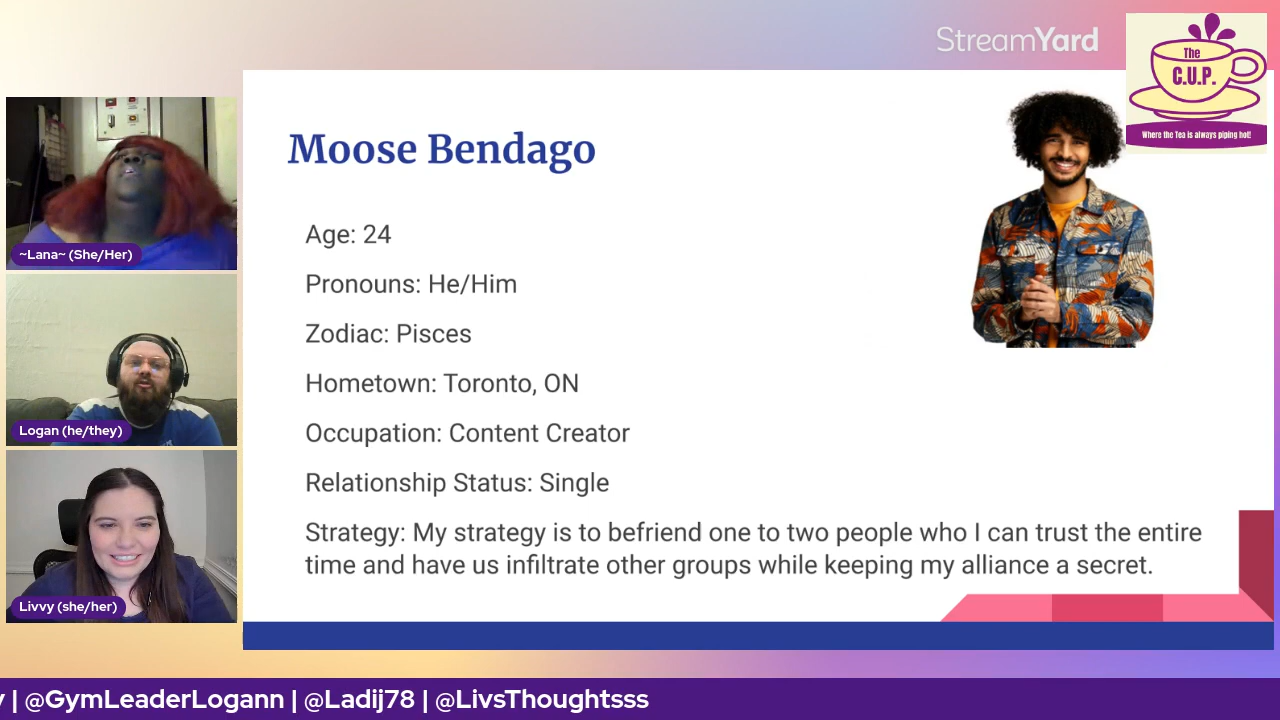 StreamYard
The
C.U.P.
Where the Tea is always piping hot!
Moose Bendago
Age: 24
Pronouns: He/Him
Zodiac: Pisces
Hometown: Toronto, ON
Occupation: Content Creator
Relationship Status: Single
Strategy: My strategy is to befriend one to two people who I can trust the entire
time and have us infiltrate other groups while keeping my alliance a secret.
~Lana~ (She/Her)
Logan (he/they)
Livvy (she/her)
| @GymLeaderLogann | @Ladij78 | @LivsThoughtsss